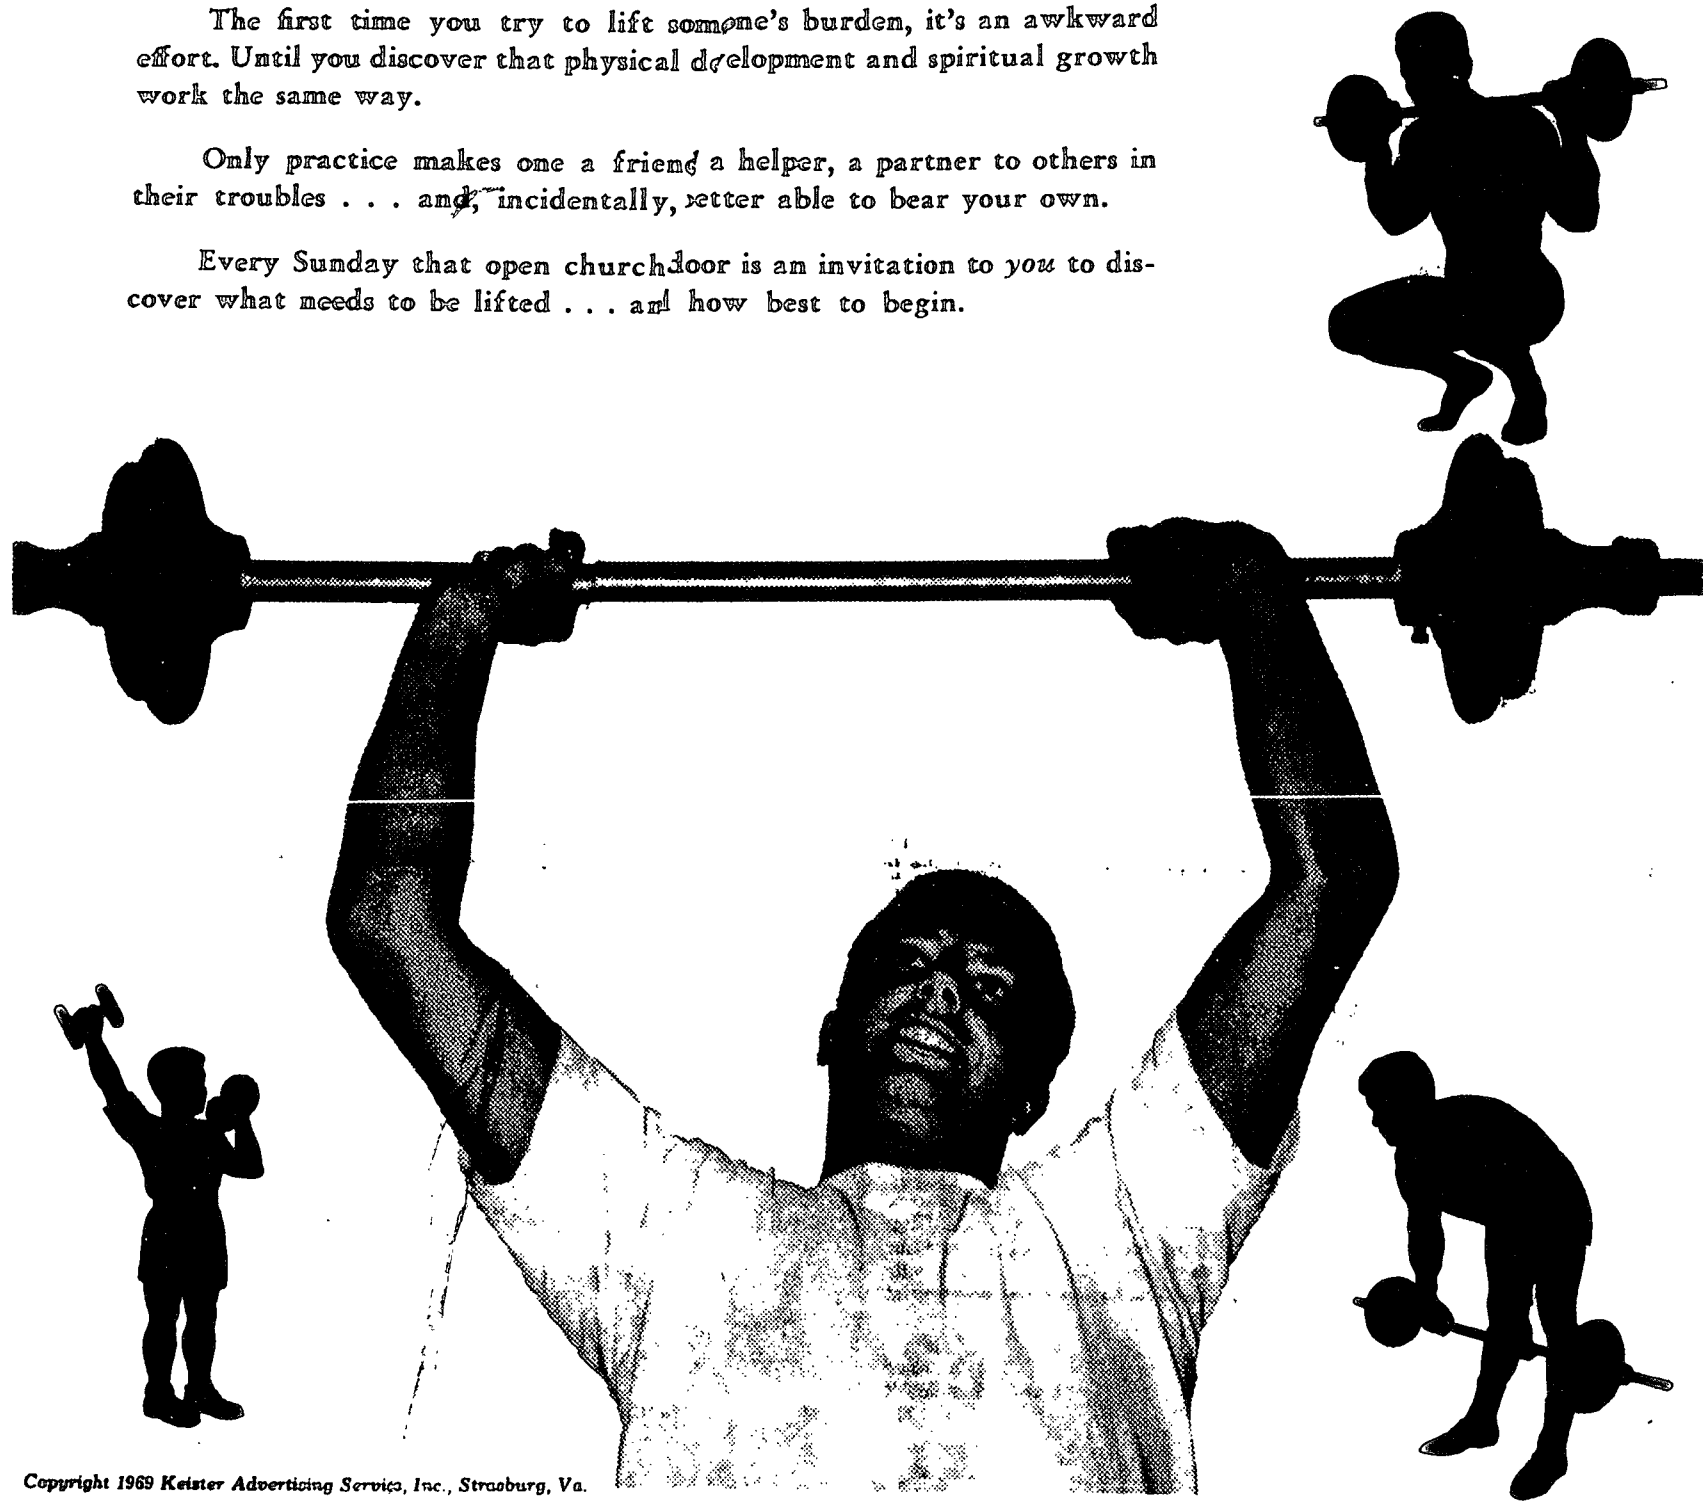 The first time you try to lift someone's burden, it's an awkward
effort. Until you discover that physical development and spiritual growth
work the same way.
Only practice makes one a friend a helper, a partner to others in
their troubles . . . and, incidentally, better able to bear your own.
Every Sunday that open church door is an invitation to you to dis-
cover what needs to be lifted . . . and how best to begin.
Copyright 1969 Keister Advertising Service, Inc., Strasburg, Va.